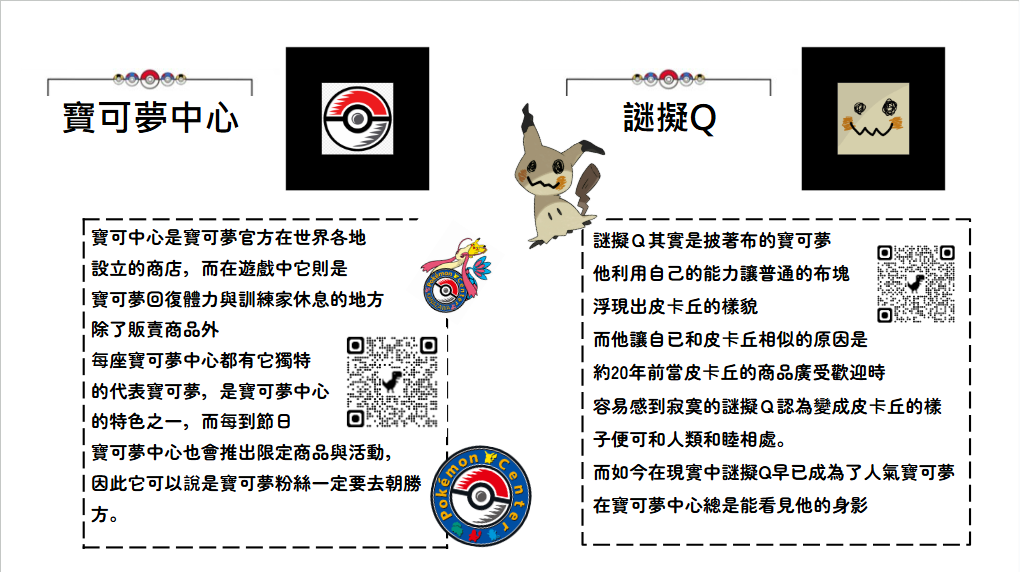 寶可夢中心
寶可中心是寶可夢官方在世界各地
設立的商店，而在遊戲中它則是
寶可夢回復體力與訓練家休息的地方
除了販賣商品外
每座寶可夢中心都有它獨特
的代表寶可夢，是寶可夢中心
的特色之一，而每到節日
寶可夢中心也會推出限定商品與活動，
因此它可以說是寶可夢粉絲一定要去朝勝
方。
Pokémon Center
謎擬Q
謎擬Ｑ其實是披著布的寶可夢
他利用自己的能力讓普通的布塊
浮現出皮卡丘的樣貌
而他讓自已和皮卡丘相似的原因是
約20年前當皮卡丘的商品廣受歡迎時
容易感到寂寞的謎擬Ｑ認為變成皮卡丘的樣
子便可和人類和睦相處。
而如今在現實中謎擬Q早已成為了人氣寶可夢
在寶可夢中心總是能看見他的身影